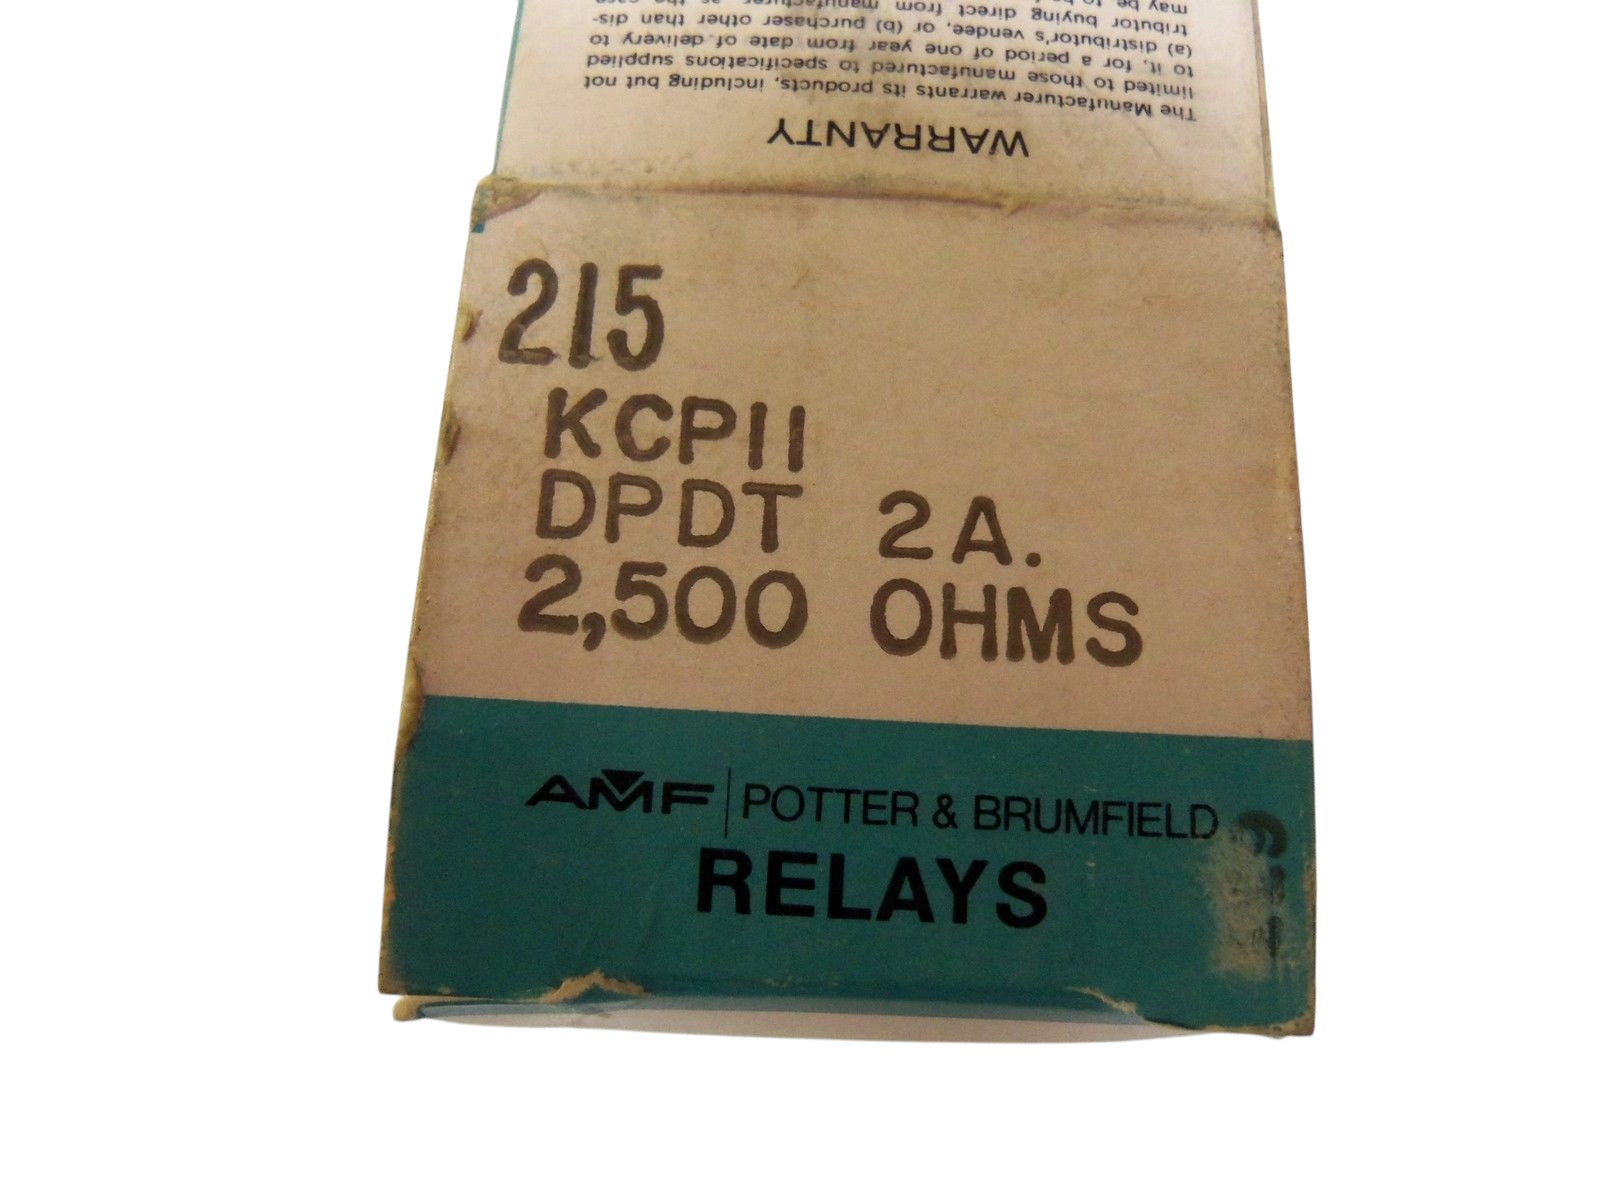 215
KCP11
DPDT 2A.
2,500 OHMS
AMF | POTTER & BRUMFIELD
RELAYS
WARRANTY
The Manufacturer warrants its products, including but not
limited to those manufactured to specifications supplied
to it, for a period of one year from date of delivery to
(a) distributor's vendee, or (b) purchaser other than dis-
tributor buying direct from manufacturer
may be